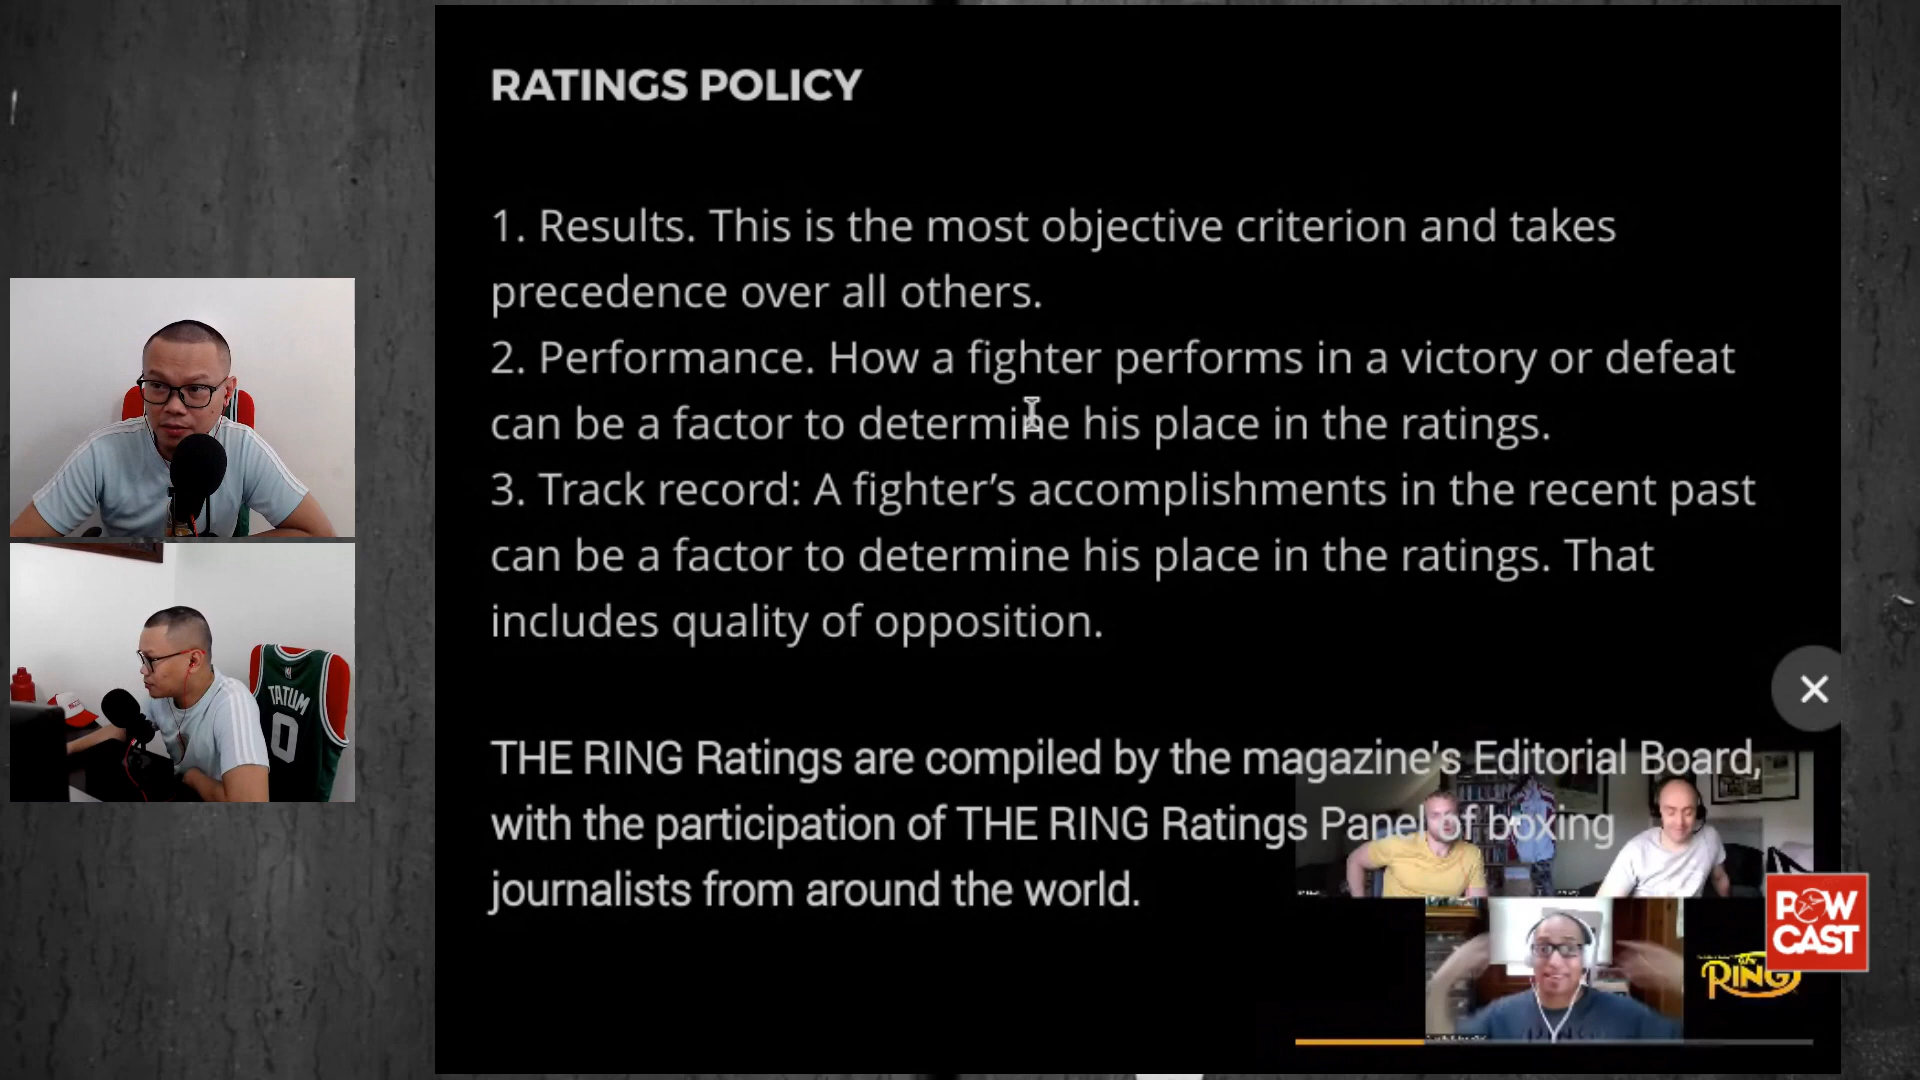 RATINGS POLICY
1. Results. This is the most objective criterion and takes
precedence over all others.
2. Performance. How a fighter performs in a victory or defeat
can be a factor to determine his place in the ratings.
3. Track record: A fighter’s accomplishments in the recent past
can be a factor to determine his place in the ratings. That
includes quality of opposition.
THE RING Ratings are compiled by the magazine's Editorial Board,
with the participation of THE RING Ratings Panel of boxing
journalists from around the world.
TATUM
0
RING
POW
CAST